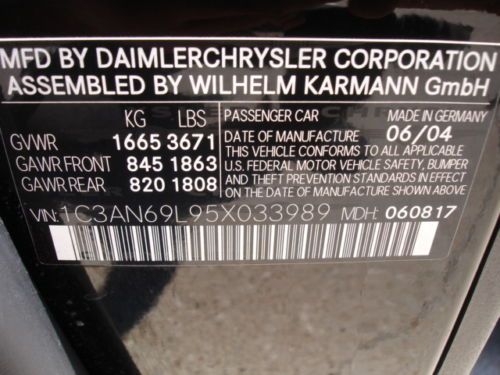 MFD BY DAIMLERCHRYSLER CORPORATION
ASSEMBLED BY WILHELM KARMANN GmbH
KG LBS PASSENGER CAR MADE IN GERMANY
GVWR 1665 3671 DATE OF MANUFACTURE 06/04
GAWR FRONT 845 1863 THIS VEHICLE CONFORMS TO ALL APPLICABLE
U.S. FEDERAL MOTOR VEHICLE SAFETY, BUMPER
GAWR REAR 820 1808 AND THEFT PREVENTION STANDARDS IN EFFECT
ON THE DATE OF MANUFACTURE SHOWN ABOVE.
VIN: 1C3AN69L95X033989 MDH: 060817